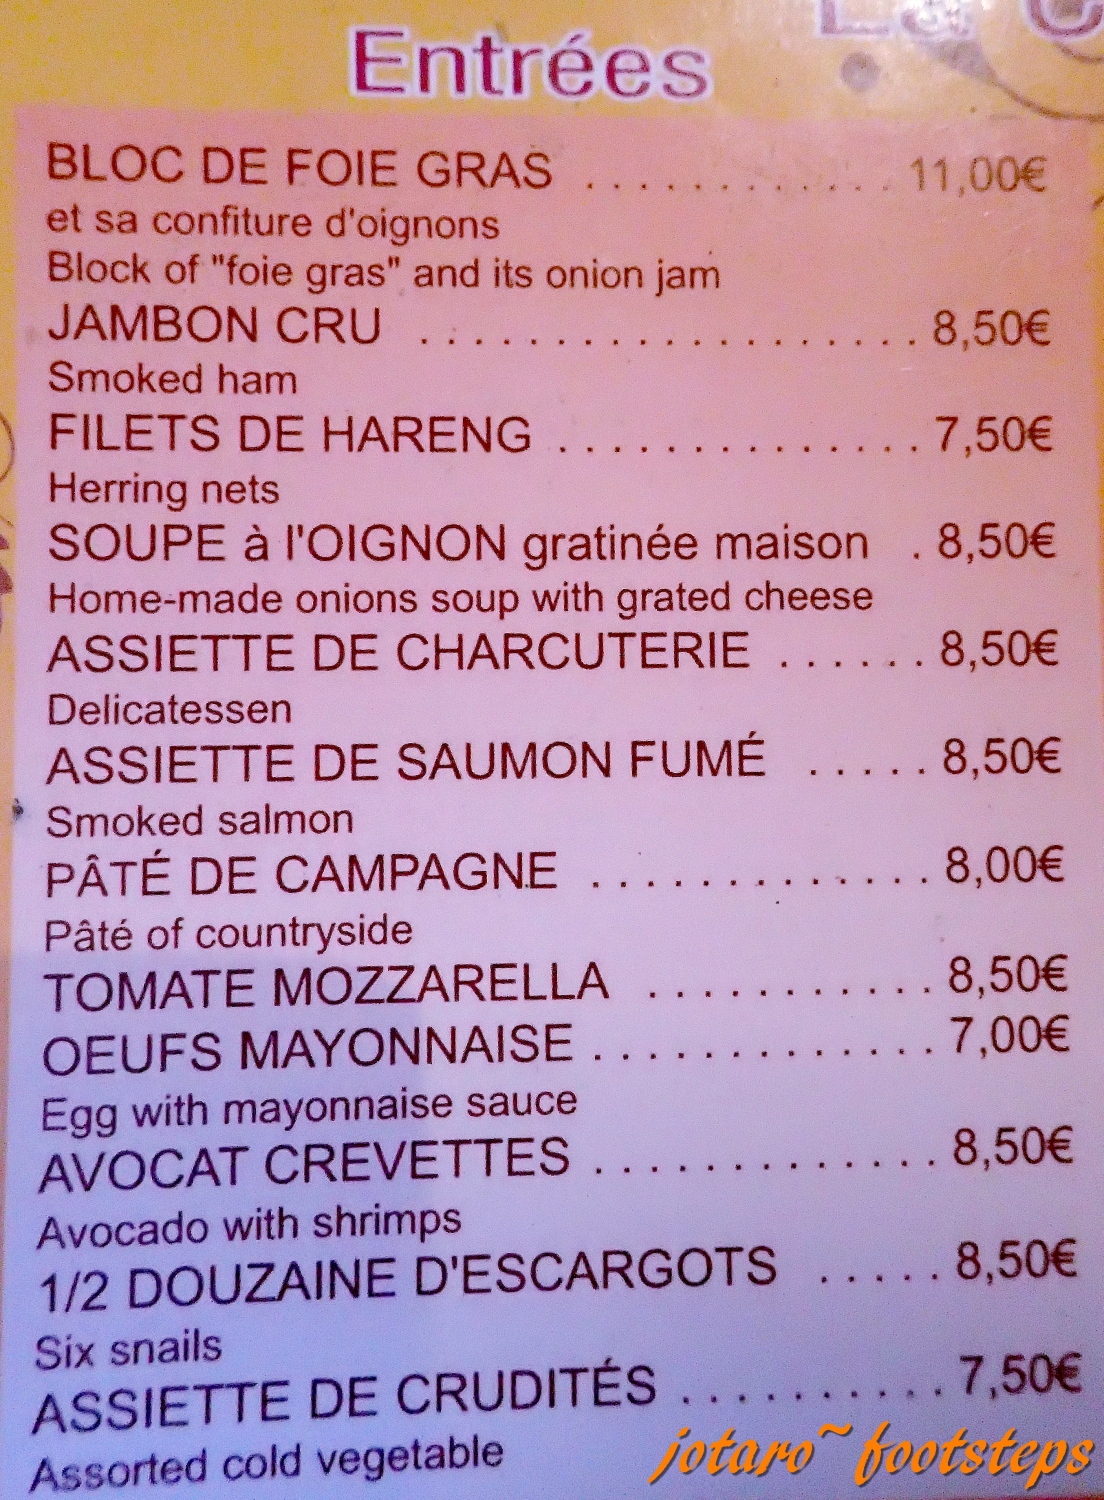 Entrées
BLOC DE FOIE GRAS ............ 11,00€
et sa confiture d'oignons
Block of "foie gras" and its onion jam
JAMBON CRU ................... 8,50€
Smoked ham
FILETS DE HARENG .............. 7,50€
Herring nets
SOUPE à l'OIGNON gratinée maison . 8,50€
Home-made onions soup with grated cheese
ASSIETTE DE CHARCUTERIE ...... 8,50€
Delicatessen
ASSIETTE DE SAUMON FUMÉ ..... 8,50€
Smoked salmon
PÂTÉ DE CAMPAGNE ............. 8,00€
Pâté of countryside
TOMATE MOZZARELLA ........... 8,50€
OEUFS MAYONNAISE ............. 7,00€
Egg with mayonnaise sauce
AVOCAT CREVETTES ............. 8,50€
Avocado with shrimps
1/2 DOUZAINE D'ESCARGOTS ..... 8,50€
Six snails
ASSIETTE DE CRUDITÉS .......... 7,50€
Assorted cold vegetable
jotaro~footsteps